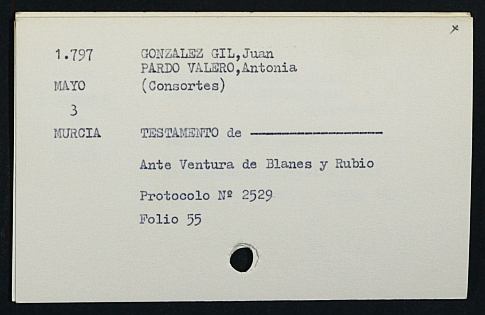 1.797 GONZALEZ GIL,Juan
PARDO VALERO,Antonia
MAYO (Consortes)
3
MURCIA TESTAMENTO de ————————
Ante Ventura de Blanes y Rubio
Protocolo Nº 2529
Folio 55